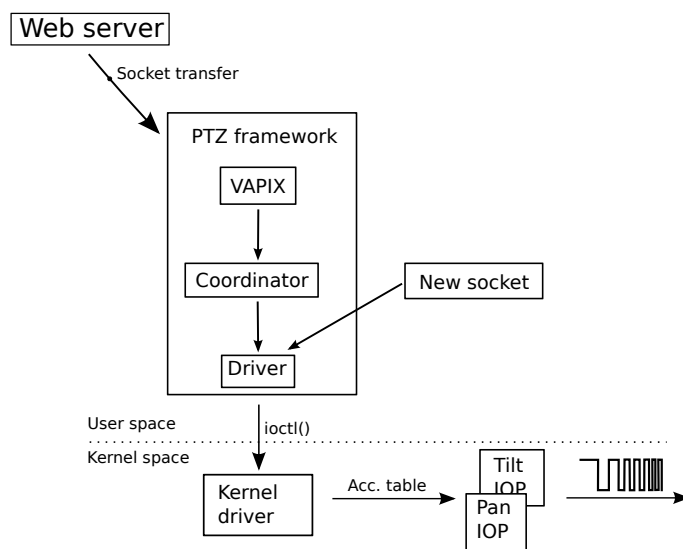 Web server
Socket transfer
PTZ framework
VAPIX
Coordinator
New socket
Driver
User space
ioctl()
Kernel space
Kernel
driver
Acc. table
Tilt
IOP
Pan
IOP